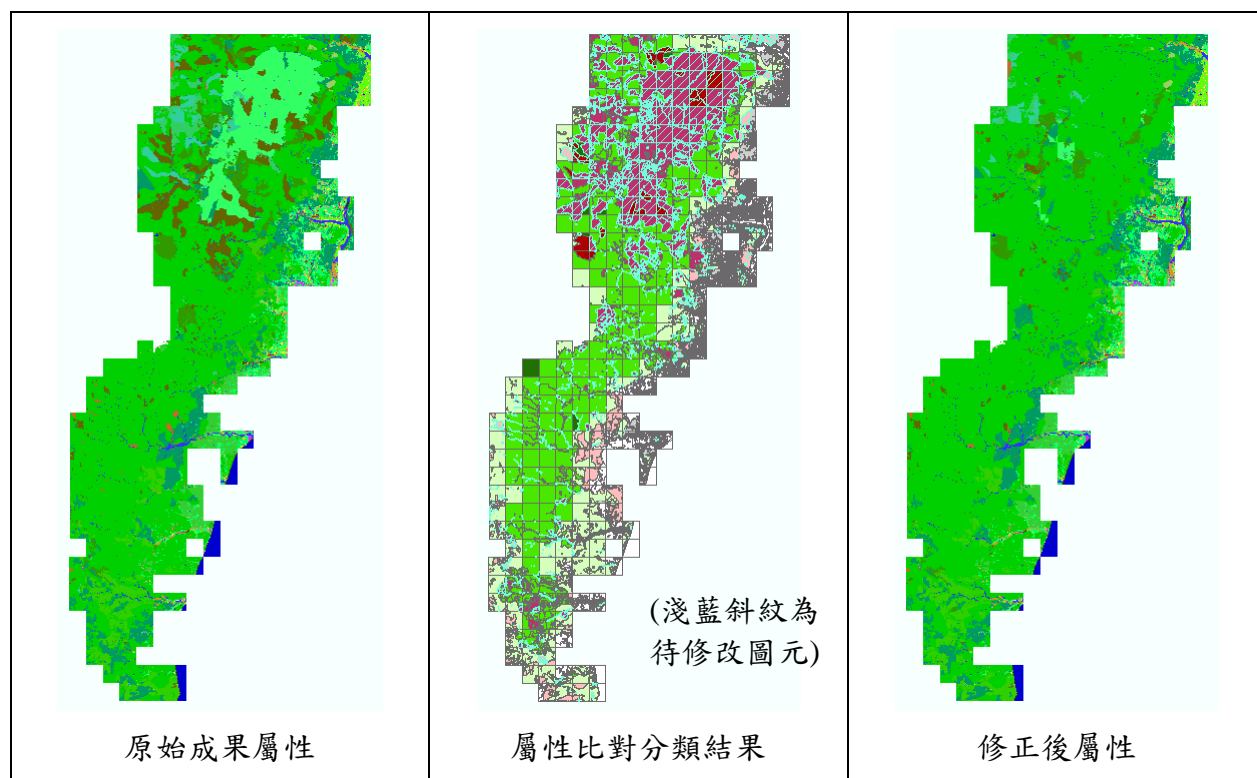 (淺藍斜紋為
待修改圖元)
原始成果屬性
屬性比對分類結果
修正後屬性